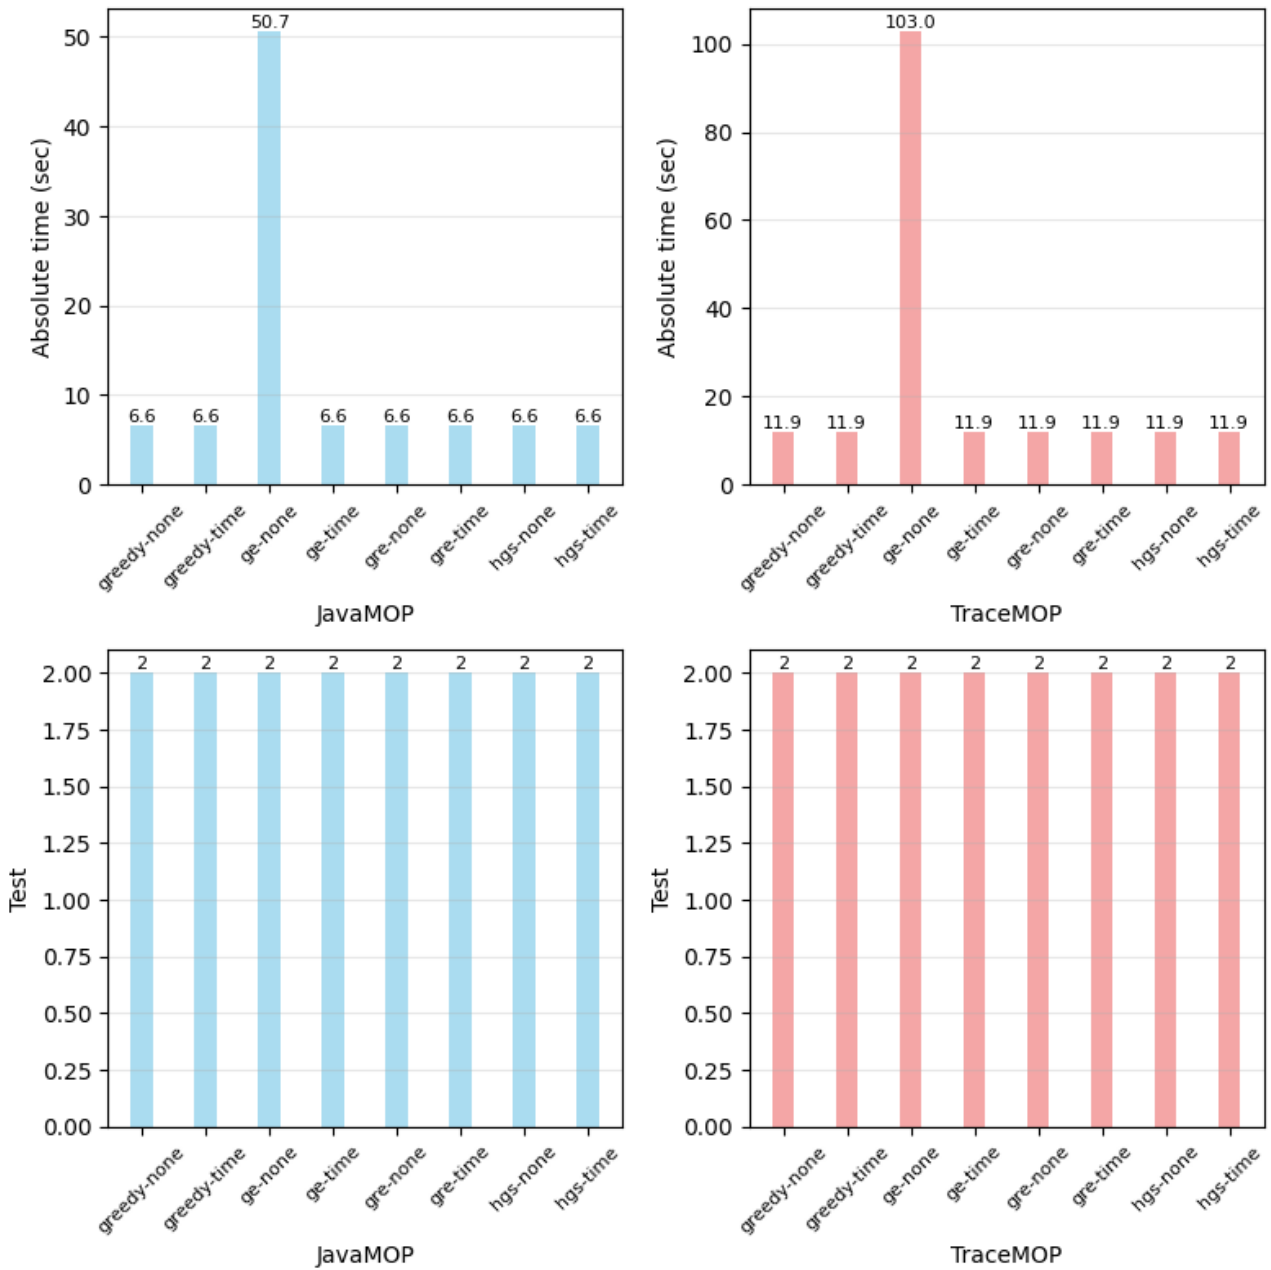 50.7
50
40
30
20
10
0
6.6 6.6 6.6 6.6 6.6 6.6 6.6
Absolute time (sec)
greedy-none greedy-time ge-none ge-time gre-none gre-time hgs-none hgs-time
JavaMOP
103.0
100
80
60
40
20
0
11.9 11.9 11.9 11.9 11.9 11.9 11.9
Absolute time (sec)
greedy-none greedy-time ge-none ge-time gre-none gre-time hgs-none hgs-time
TraceMOP
2 2 2 2 2 2 2 2
2.00
1.75
1.50
1.25
1.00
0.75
0.50
0.25
0.00
Test
greedy-none greedy-time ge-none ge-time gre-none gre-time hgs-none hgs-time
JavaMOP
2 2 2 2 2 2 2 2
2.00
1.75
1.50
1.25
1.00
0.75
0.50
0.25
0.00
Test
greedy-none greedy-time ge-none ge-time gre-none gre-time hgs-none hgs-time
TraceMOP